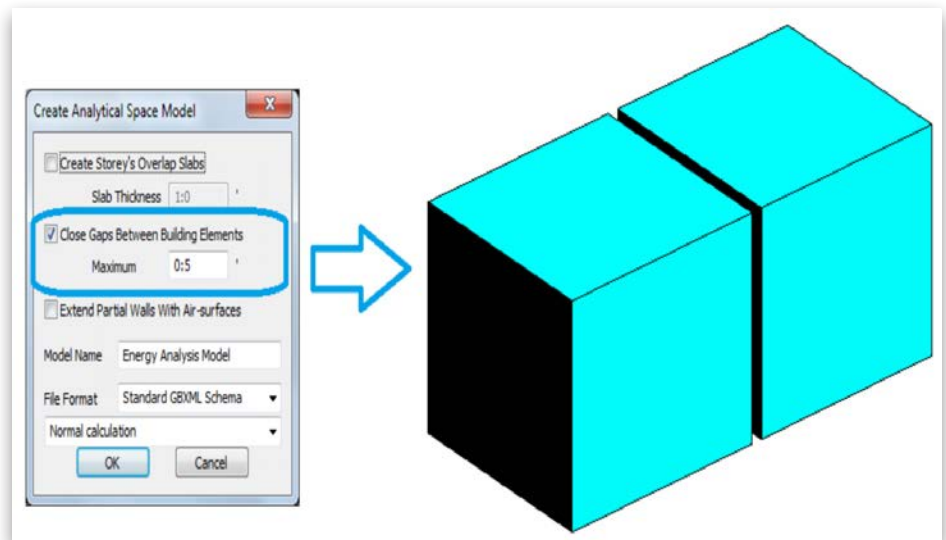 Create Analytical Space Model
Create Storey's Overlap Slabs
Slab Thickness 1:0 '
Close Gaps Between Building Elements
Maximum 0:5 '
Extend Partial Walls With Air-surfaces
Model Name Energy Analysis Model
File Format Standard GBXML Schema
Normal calculation
OK Cancel